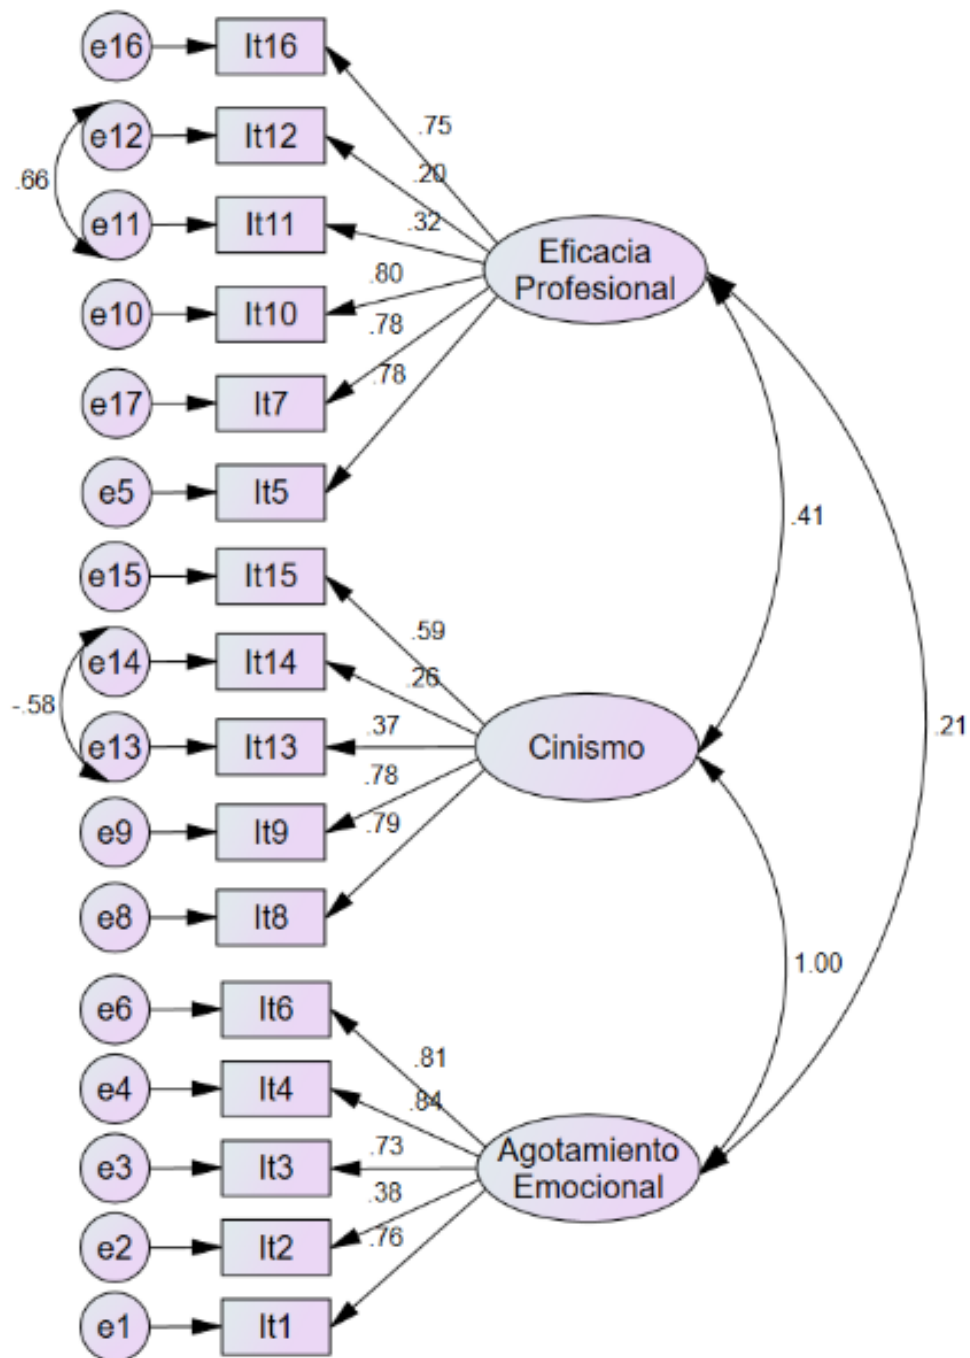 e16
It16
.75
e12
It12
.20
.66
e11
It11
.32
Eficacia
Profesional
e10
It10
.80
.78
e17
It7
.78
e5
It5
.41
e15
It15
.59
e14
It14
.26
-.58
e13
It13
.37
Cinismo
.21
.78
e9
It9
.79
e8
It8
1.00
e6
It6
.81
e4
It4
.84
e3
It3
.73
Agotamiento
Emocional
.38
e2
It2
.76
e1
It1